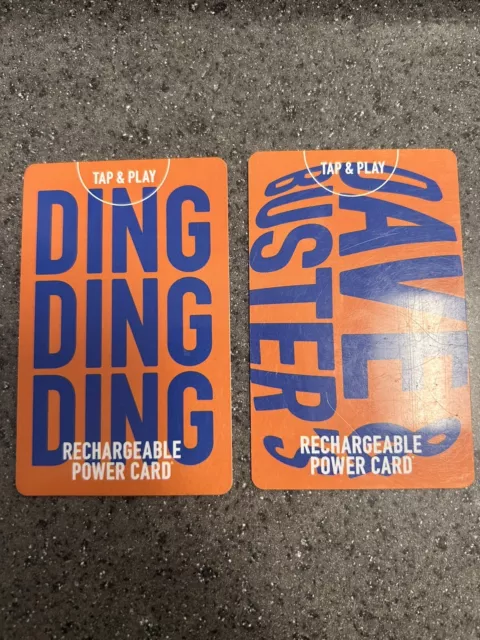 TAP & PLAY
DING
DING
DING
RECHARGEABLE
POWER CARD
TAP & PLAY
DAVE &
BUSTER'S
RECHARGEABLE
POWER CARD